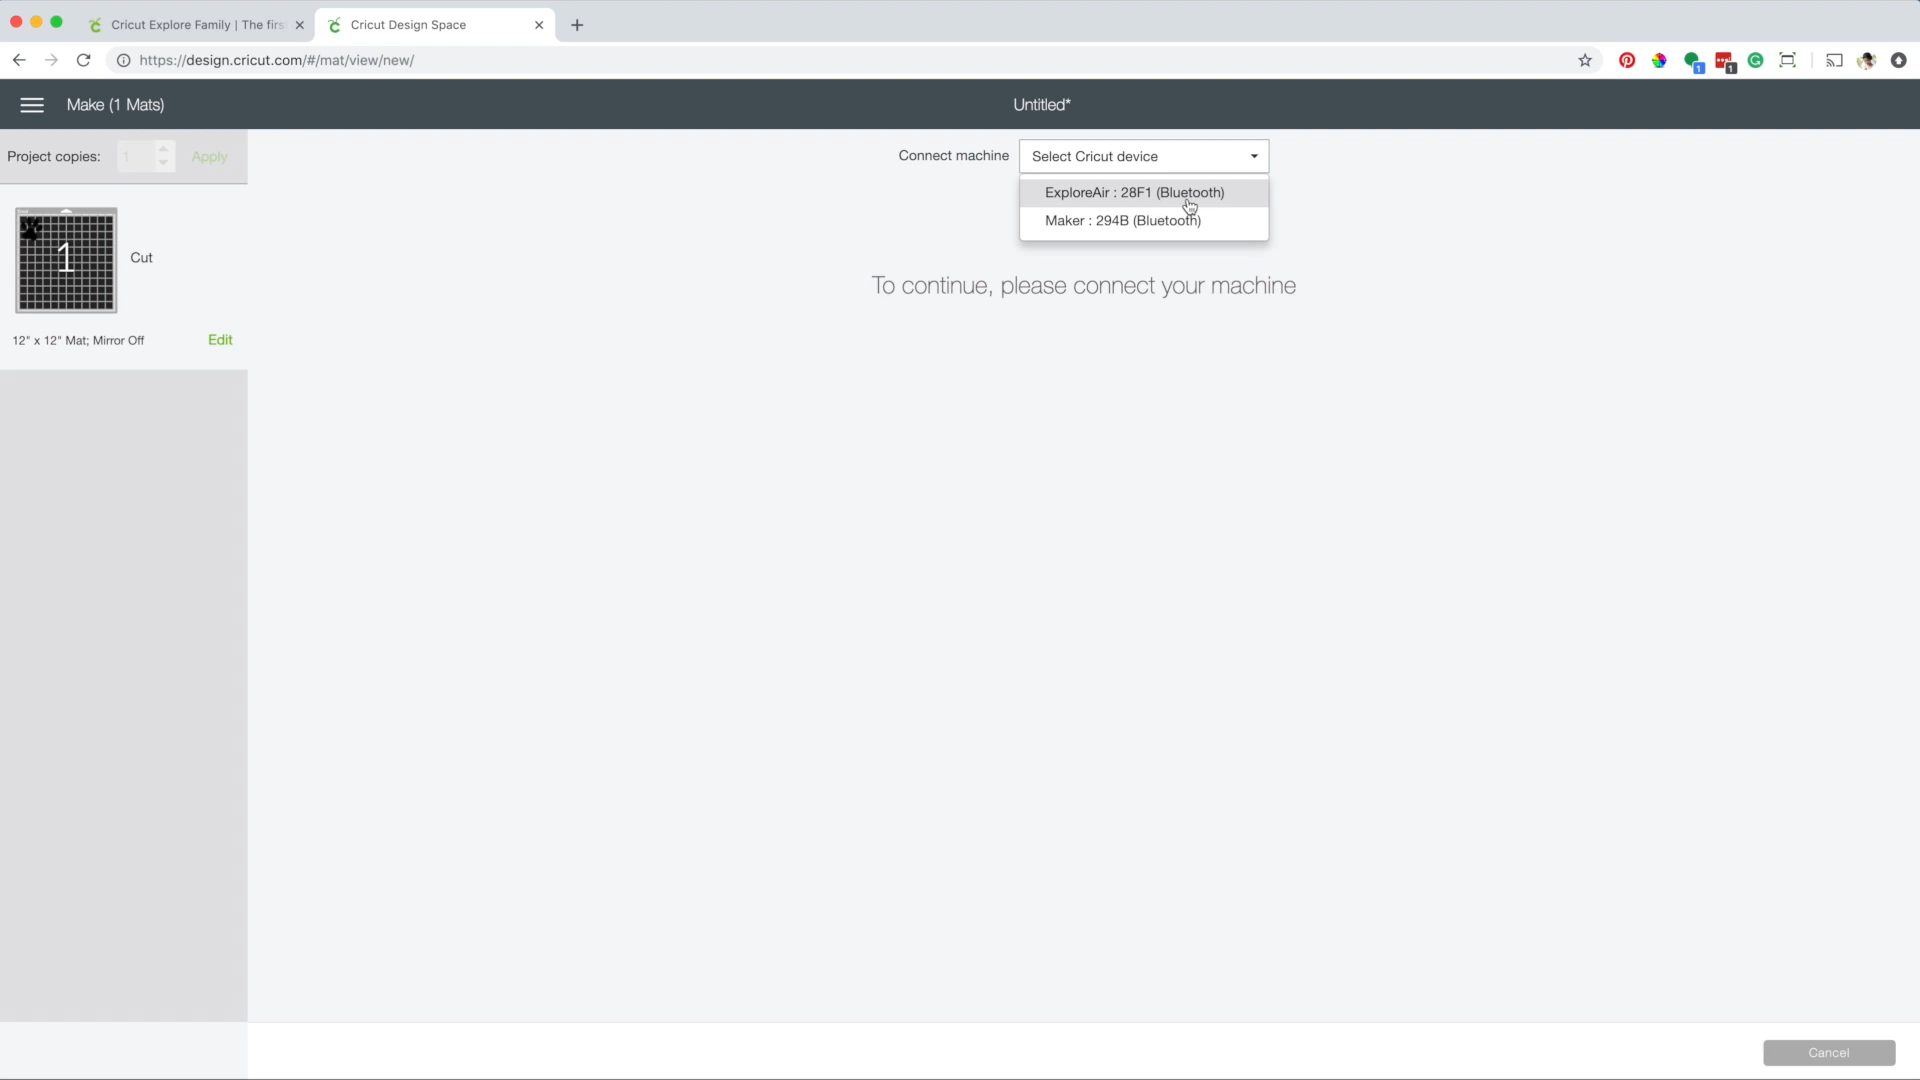 Cricut Explore Family | The firs
Cricut Design Space
https://design.cricut.com/#/mat/view/new/
1
1
Make (1 Mats)
Untitled*
Project copies:
1
Apply
Connect machine
Select Cricut device
ExploreAir : 28F1 (Bluetooth)
Maker : 294B (Bluetooth)
1
Cut
To continue, please connect your machine
12" x 12" Mat; Mirror Off
Edit
Cancel